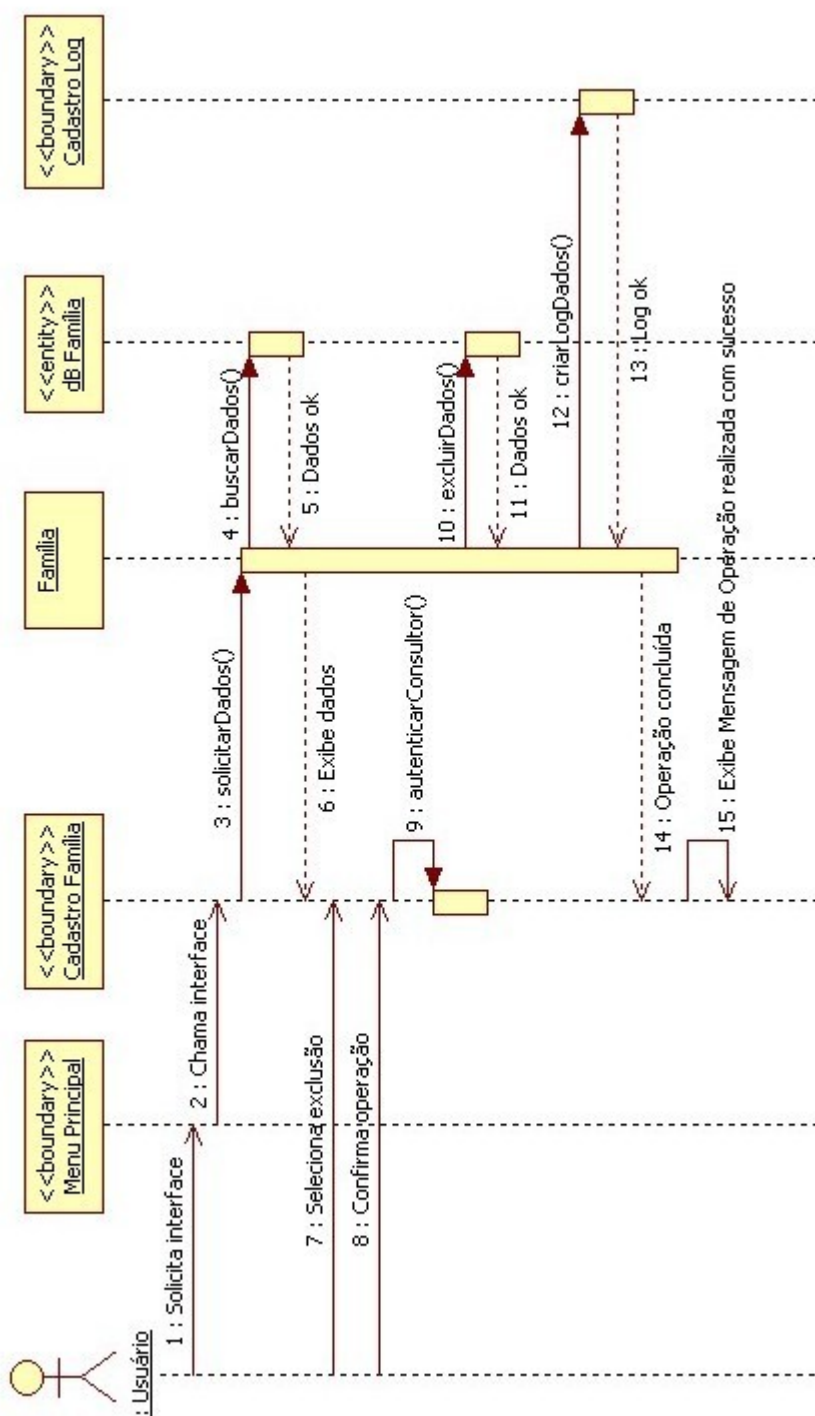 : Usuário
<<boundary>>
Menu Principal
<<boundary>>
Cadastro Família
Família
<<entity>>
dB Família
<<boundary>>
Cadastro Log
1 : Solicita interface
2 : Chama interface
3 : solicitarDados()
4 : buscarDados()
5 : Dados ok
6 : Exibe dados
7 : Seleciona exclusão
8 : Confirma operação
9 : autenticarConsultor()
10 : excluirDados()
11 : Dados ok
12 : criarLogDados()
13 : Log ok
14 : Operação concluída
15 : Exibe Mensagem de Operação realizada com sucesso